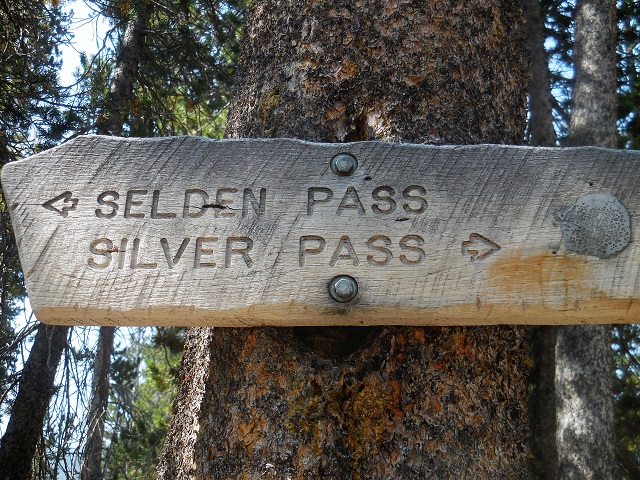 ← SELDEN PASS
SILVER PASS →